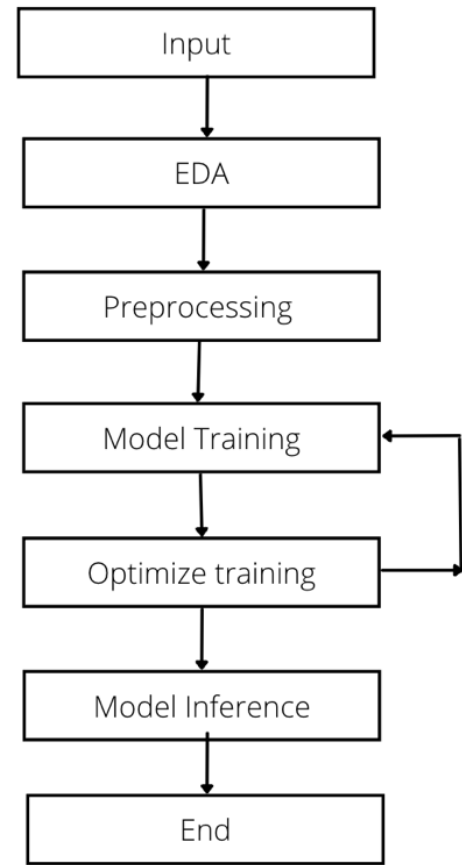 Input
EDA
Preprocessing
Model Training
Optimize training
Model Inference
End